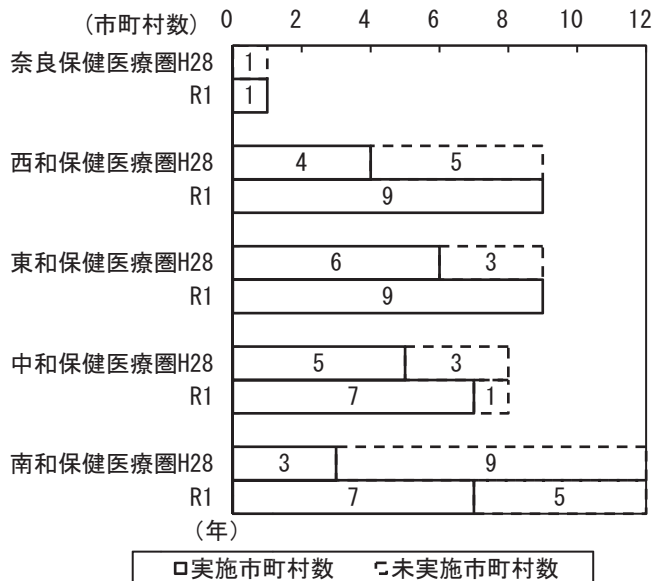 (市町村数) 0 2 4 6 8 10 12
奈良保健医療圏H28 1
R1 1
西和保健医療圏H28 4 5
R1 9
東和保健医療圏H28 6 3
R1 9
中和保健医療圏H28 5 3
R1 7 1
南和保健医療圏H28 3 9
R1 7 5
(年)
実施市町村数 未実施市町村数